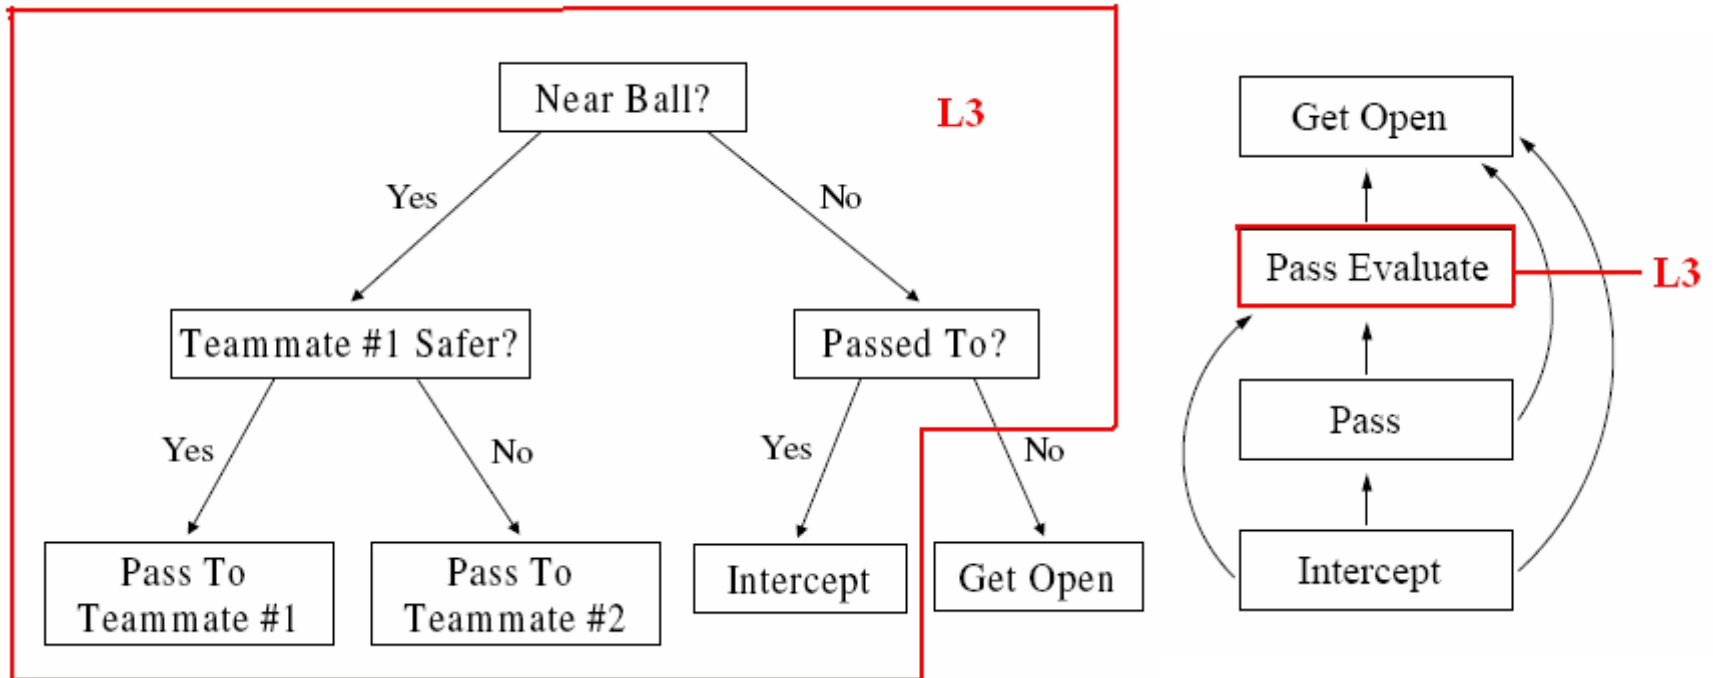 Near Ball?
L3
Yes
No
Teammate #1 Safer?
Passed To?
Yes
No
Yes
No
Pass To
Teammate #1
Pass To
Teammate #2
Intercept
Get Open
Get Open
Pass Evaluate
L3
Pass
Intercept